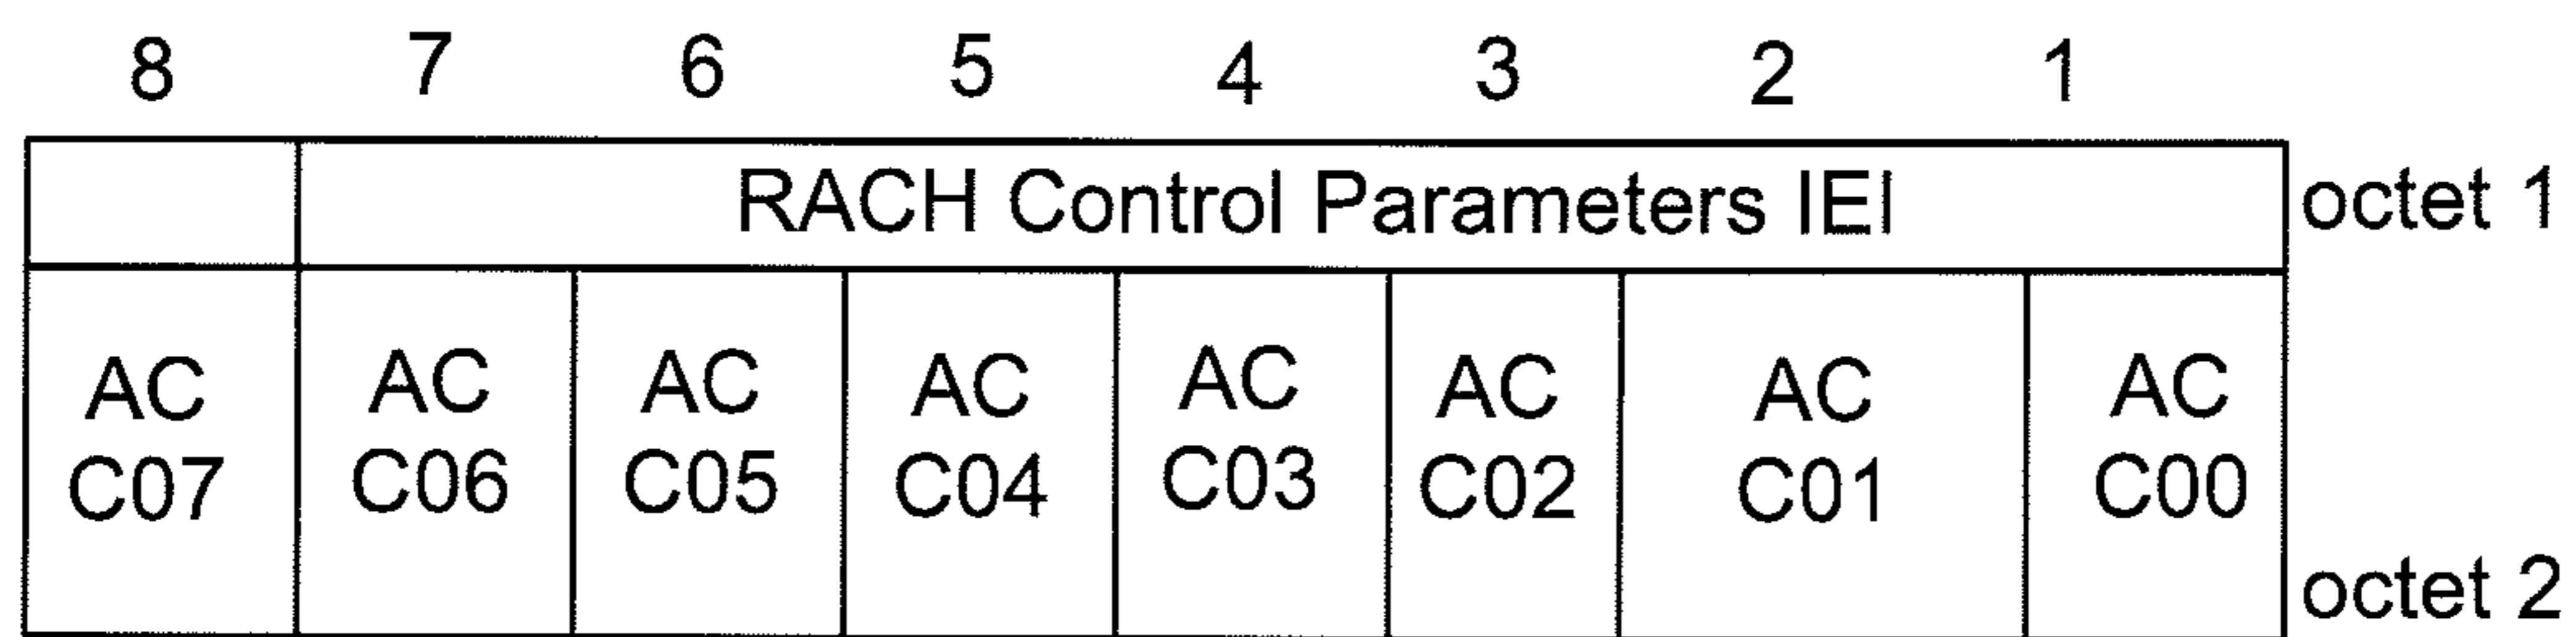 8 7 6 5 4 3 2 1
RACH Control Parameters IEI octet 1
AC AC AC AC AC AC AC AC
C07 C06 C05 C04 C03 C02 C01 C00
octet 2